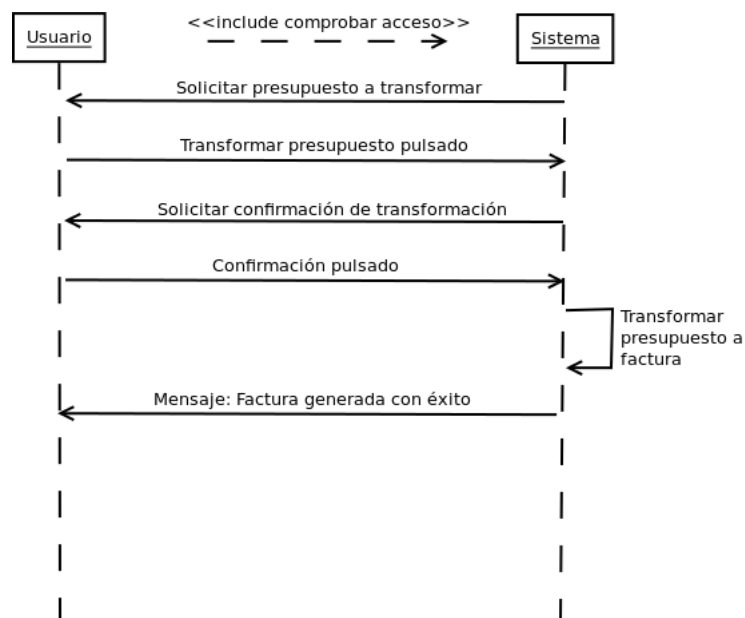 <<include comprobar acceso>>
Usuario
Sistema
Solicitar presupuesto a transformar
Transformar presupuesto pulsado
Solicitar confirmación de transformación
Confirmación pulsado
Transformar
presupuesto a
factura
Mensaje: Factura generada con éxito